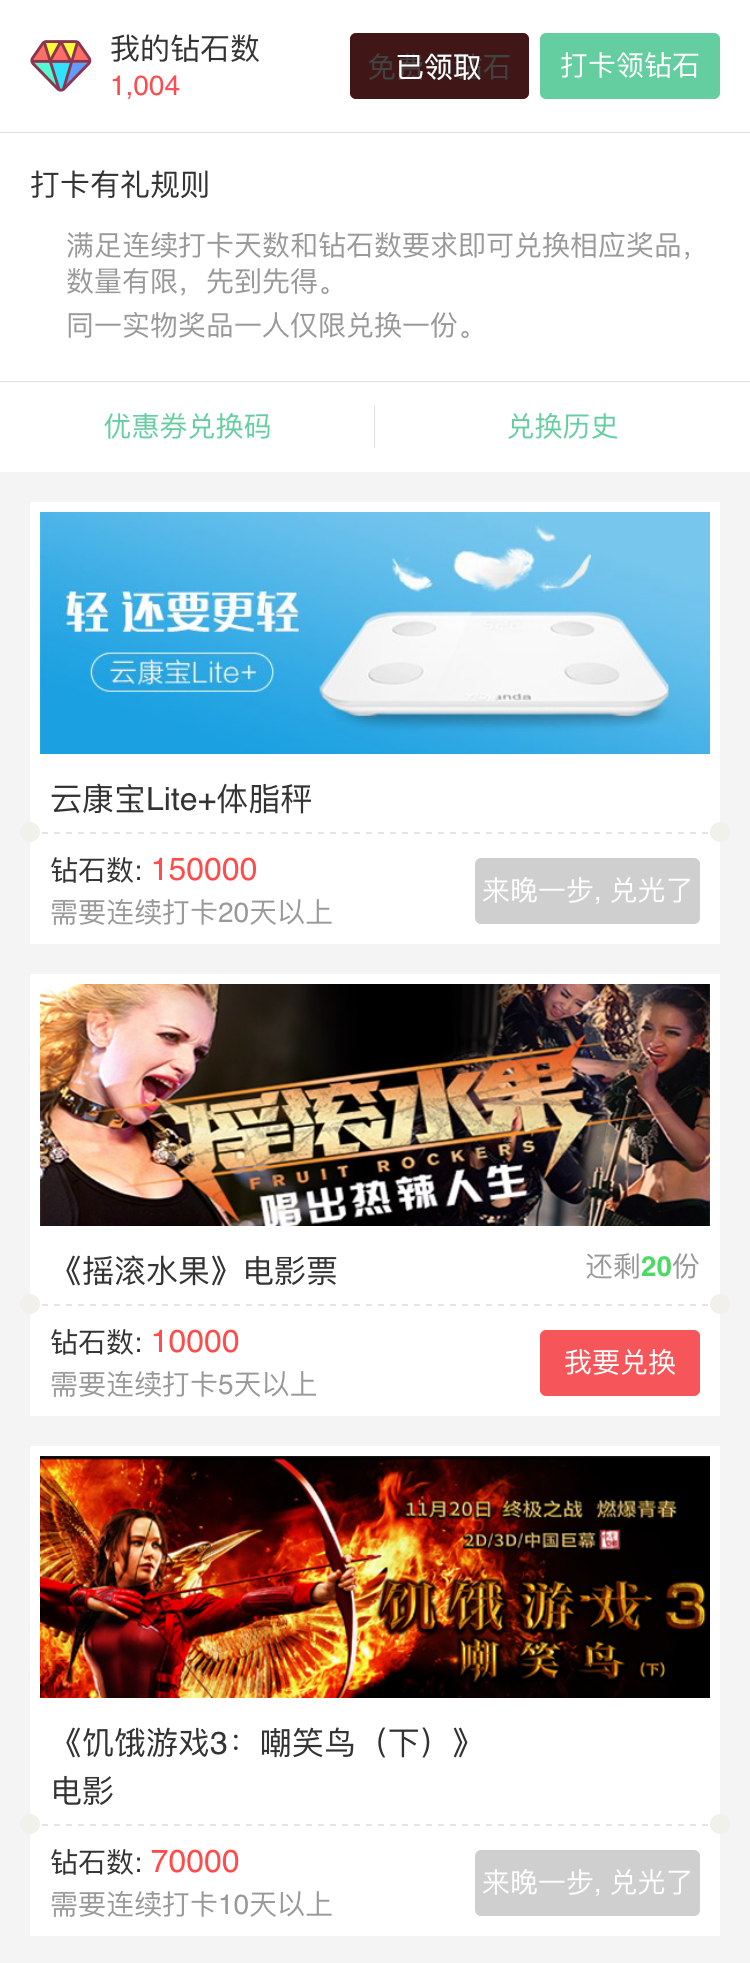 我的钻石数
1,004
已领取
打卡领钻石
打卡有礼规则
满足连续打卡天数和钻石数要求即可兑换相应奖品，
数量有限，先到先得。
同一实物奖品一人仅限兑换一份。
优惠券兑换码
兑换历史
轻 还要更轻
云康宝Lite+
云康宝Lite+体脂秤
钻石数: 150000
需要连续打卡20天以上
来晚一步, 兑光了
摇滚水果
FRUIT ROCKERS
唱出热辣人生
《摇滚水果》电影票
还剩20份
钻石数: 10000
需要连续打卡5天以上
我要兑换
11月20日 终极之战 燃爆青春
2D/3D/中国巨幕
饥饿游戏3
嘲笑鸟（下）
《饥饿游戏3：嘲笑鸟（下）》
电影
钻石数: 70000
需要连续打卡10天以上
来晚一步, 兑光了